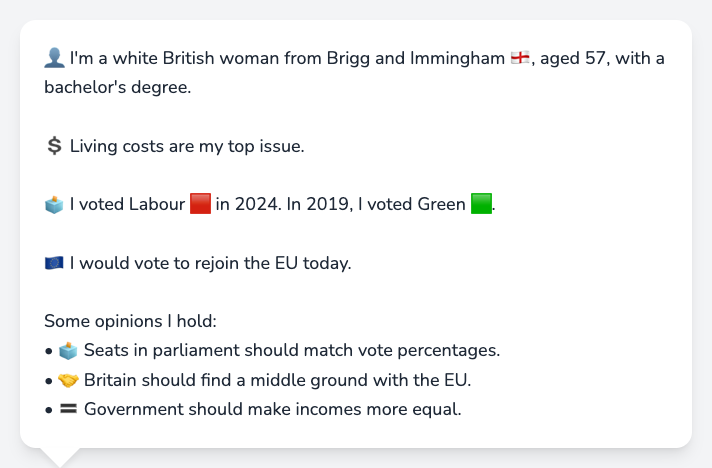 👤 I'm a white British woman from Brigg and Immingham 🏴󠁧󠁢󠁥󠁮󠁧󠁿, aged 57, with a
bachelor's degree.
💲 Living costs are my top issue.
🗳️ I voted Labour 🟥 in 2024. In 2019, I voted Green 🟩.
🇪🇺 I would vote to rejoin the EU today.
Some opinions I hold:
• 🗳️ Seats in parliament should match vote percentages.
• 🤝 Britain should find a middle ground with the EU.
• 🟰 Government should make incomes more equal.